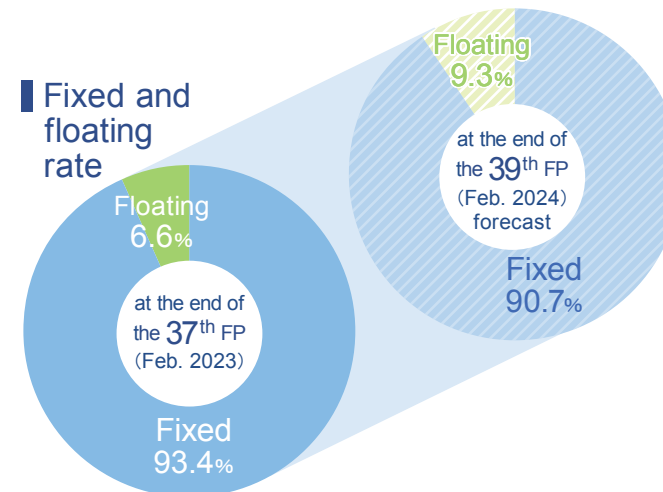 Fixed and
floating
rate
Floating
6.6%
at the end of
the 37th FP
(Feb. 2023)
Fixed
93.4%
Floating
9.3%
at the end of
the 39th FP
(Feb. 2024)
forecast
Fixed
90.7%